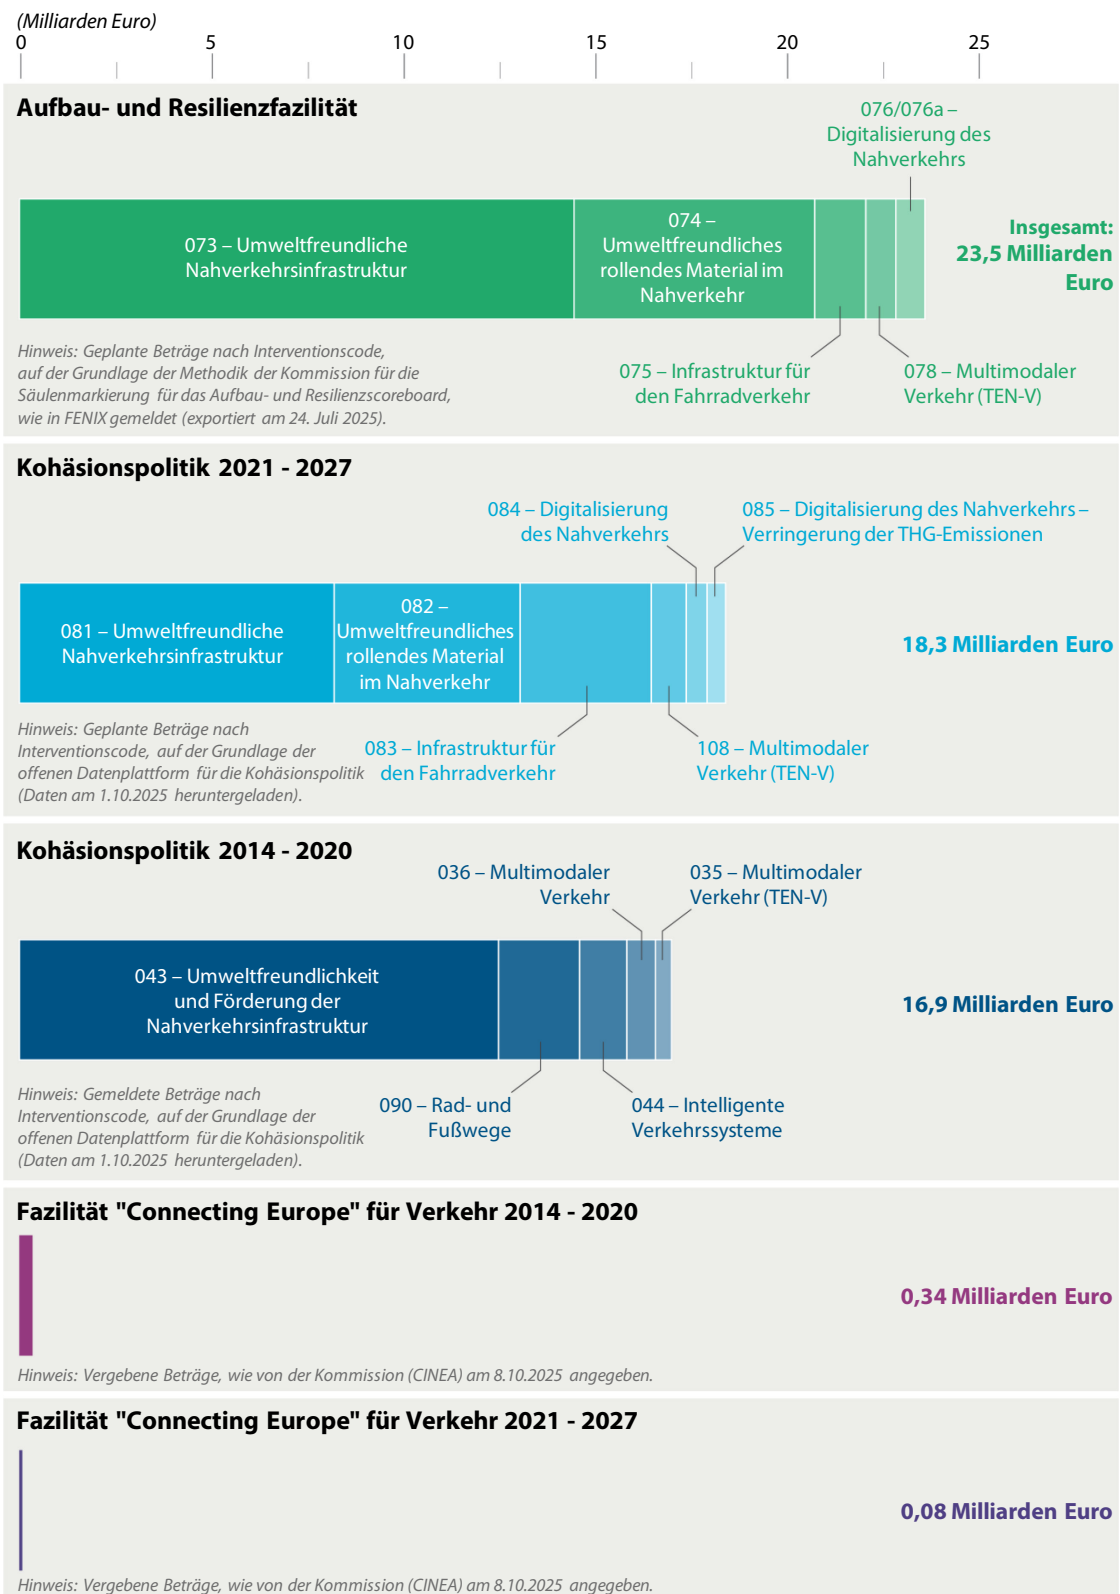 (Milliarden Euro)
0 5 10 15 20 25
Aufbau- und Resilienzfazilität
076/076a –
Digitalisierung des
Nahverkehrs
073 – Umweltfreundliche
Nahverkehrsinfrastruktur
074 –
Umweltfreundliches
rollendes Material im
Nahverkehr
Insgesamt:
23,5 Milliarden
Euro
Hinweis: Geplante Beträge nach Interventionscode,
auf der Grundlage der Methodik der Kommission für die
Säulenmarkierung für das Aufbau- und Resilienzscoreboard,
wie in FENIX gemeldet (exportiert am 24. Juli 2025).
075 – Infrastruktur für
den Fahrradverkehr
078 – Multimodaler
Verkehr (TEN-V)
Kohäsionspolitik 2021 - 2027
084 – Digitalisierung
des Nahverkehrs
085 – Digitalisierung des Nahverkehrs –
Verringerung der THG-Emissionen
081 – Umweltfreundliche
Nahverkehrsinfrastruktur
082 –
Umweltfreundliches
rollendes Material
im Nahverkehr
18,3 Milliarden Euro
Hinweis: Geplante Beträge nach
Interventionscode, auf der Grundlage der
offenen Datenplattform für die Kohäsionspolitik
(Daten am 1.10.2025 heruntergeladen).
083 – Infrastruktur für
den Fahrradverkehr
108 – Multimodaler
Verkehr (TEN-V)
Kohäsionspolitik 2014 - 2020
036 – Multimodaler
Verkehr
035 – Multimodaler
Verkehr (TEN-V)
043 – Umweltfreundlichkeit
und Förderung der
Nahverkehrsinfrastruktur
16,9 Milliarden Euro
Hinweis: Gemeldete Beträge nach
Interventionscode, auf der Grundlage der
offenen Datenplattform für die Kohäsionspolitik
(Daten am 1.10.2025 heruntergeladen).
090 – Rad- und
Fußwege
044 – Intelligente
Verkehrssysteme
Fazilität "Connecting Europe" für Verkehr 2014 - 2020
0,34 Milliarden Euro
Hinweis: Vergebene Beträge, wie von der Kommission (CINEA) am 8.10.2025 angegeben.
Fazilität "Connecting Europe" für Verkehr 2021 - 2027
0,08 Milliarden Euro
Hinweis: Vergebene Beträge, wie von der Kommission (CINEA) am 8.10.2025 angegeben.